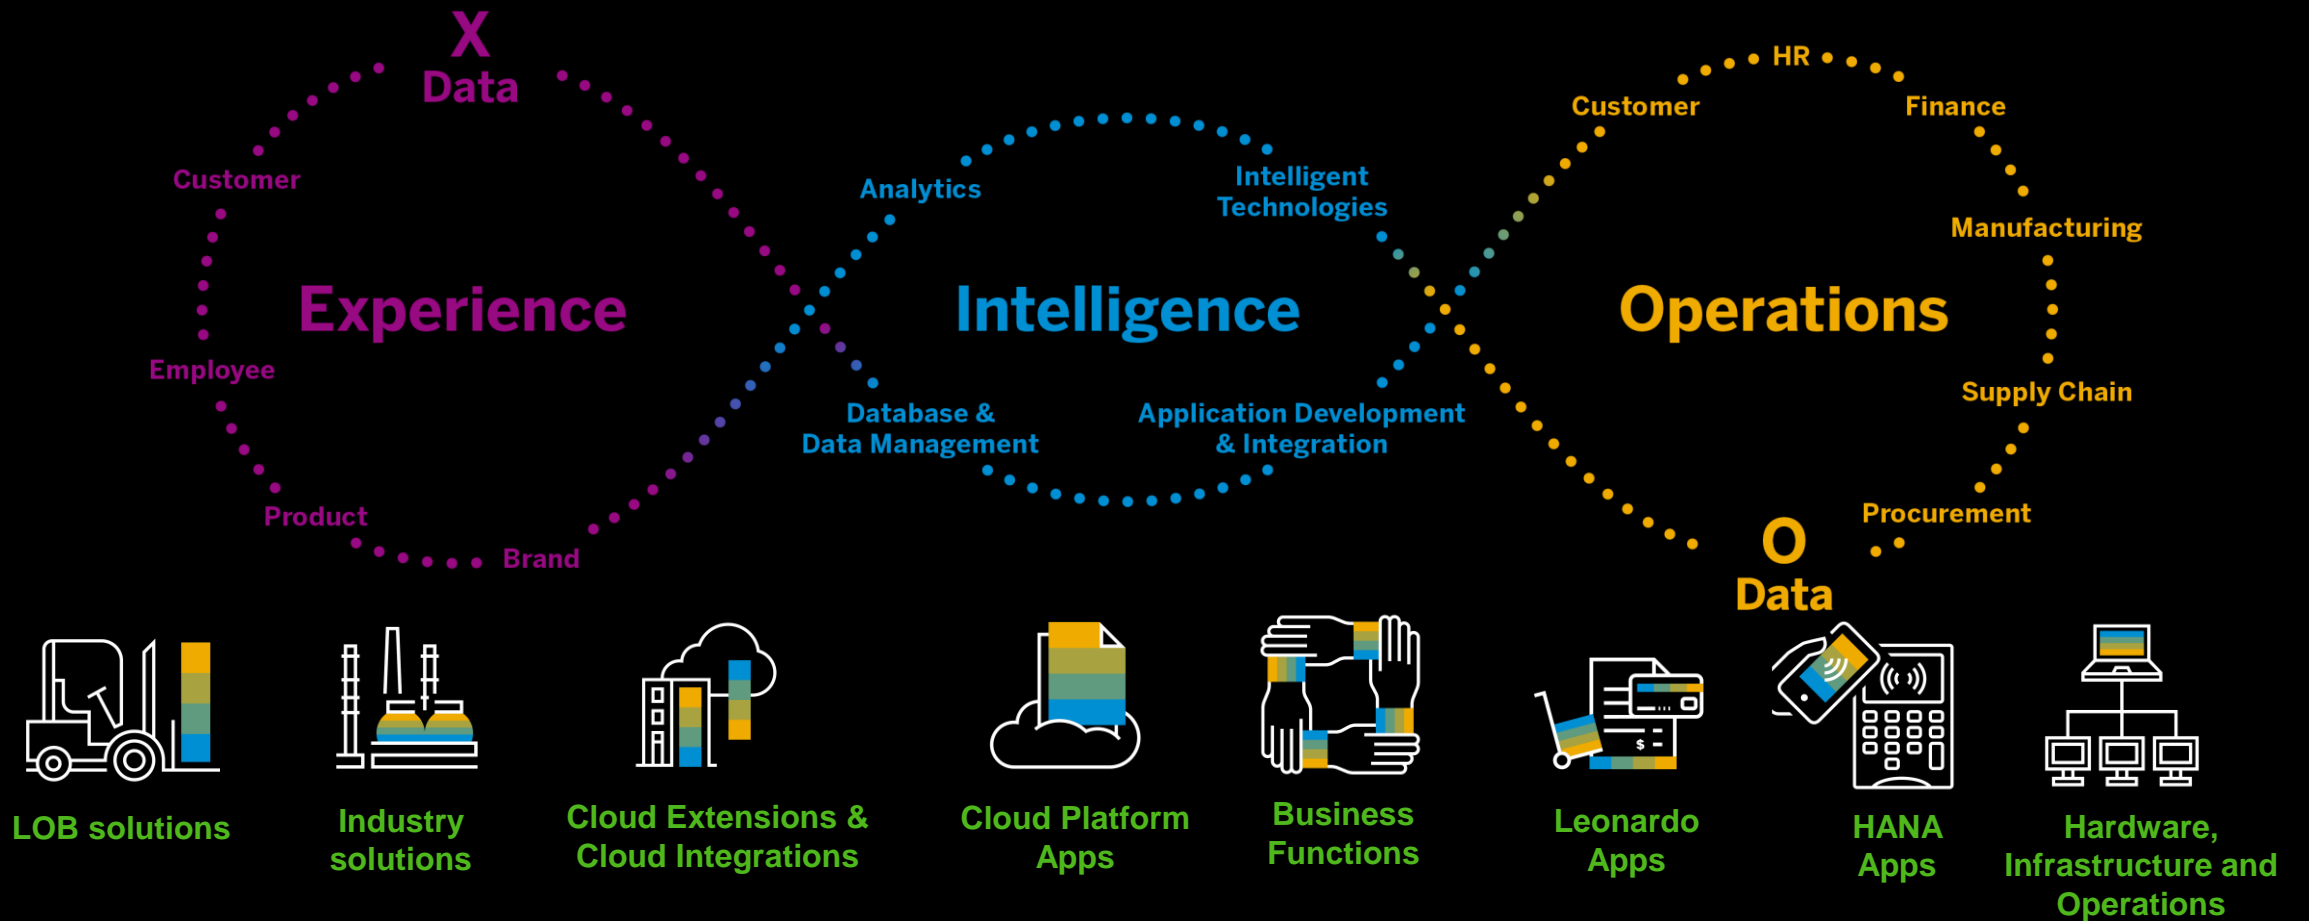 X
Data
Customer
Employee
Product
Brand
Experience
Analytics
Intelligent
Technologies
Intelligence
Database &
Data Management
Application Development
& Integration
HR
Customer
Finance
Manufacturing
Operations
Supply Chain
Procurement
O
Data
$
LOB solutions
Industry
solutions
Cloud Extensions &
Cloud Integrations
Cloud Platform
Apps
Business
Functions
Leonardo
Apps
HANA
Apps
Hardware,
Infrastructure and
Operations